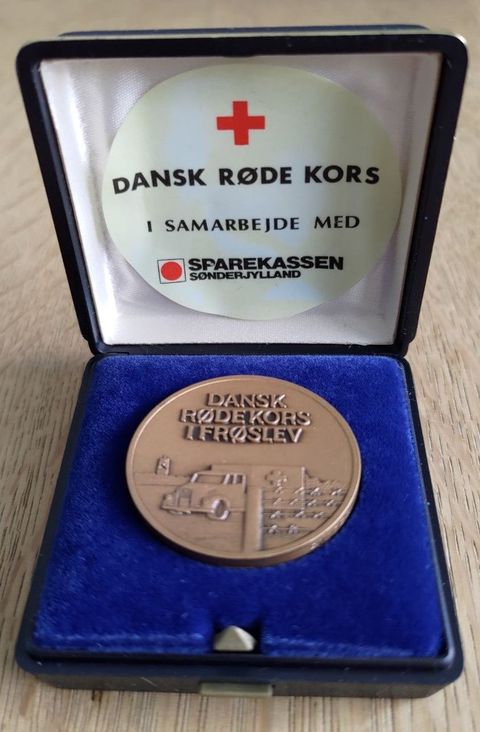 DANSK RØDE KORS
I SAMARBEJDE MED
SPAREKASSEN
SØNDERJYLLAND
DANSK
RØDE KORS
I FRØSLEV